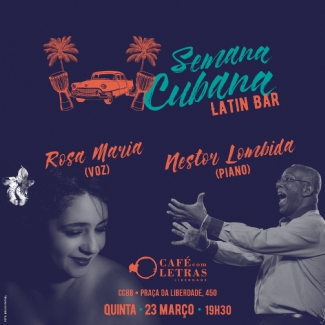 Semana
Cubana
LATIN BAR
Rosa Maria
(VOZ)
Nestor Lombida
(PIANO)
CAFÉ com
LETRAS
LIBERDADE
CCBB • PRAÇA DA LIBERDADE, 450
QUINTA • 23 MARÇO • 19H30